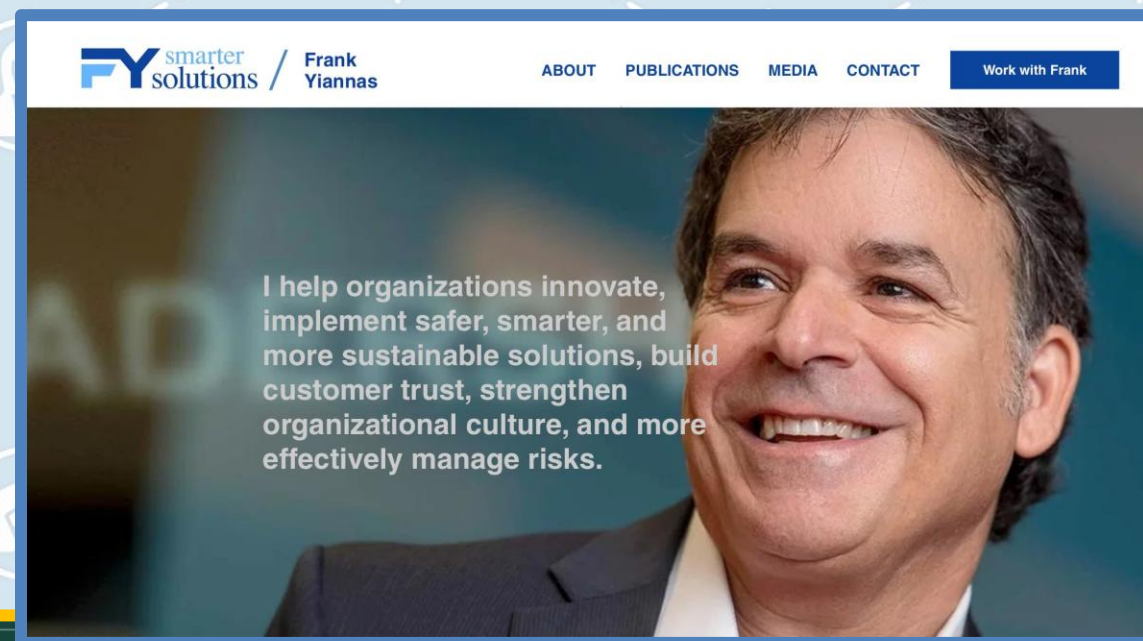 smarter
solutions
FY
Frank
Yiannas
ABOUT PUBLICATIONS MEDIA CONTACT Work with Frank
I help organizations innovate,
implement safer, smarter, and
more sustainable solutions, build
customer trust, strengthen
organizational culture, and more
effectively manage risks.